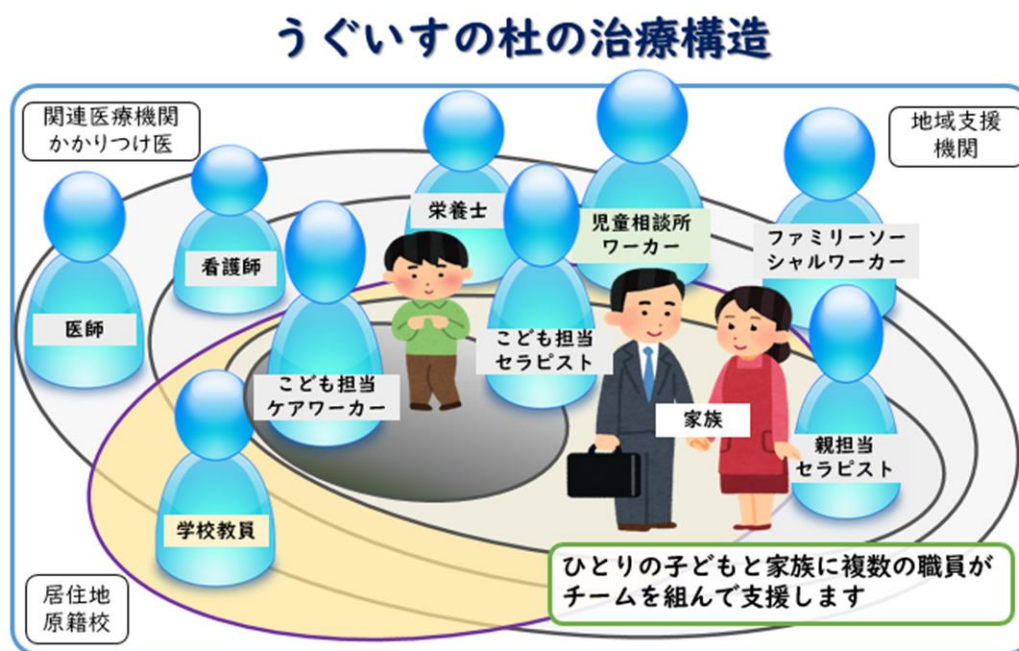 うぐいすの杜の治療構造
関連医療機関
かかりつけ医
地域支援
機関
栄養士
児童相談所
ワーカー
ファミリーソー
シャルワーカー
看護師
医師
こども担当
セラピスト
こども担当
ケアワーカー
家族
親担当
セラピスト
学校教員
ひとりの子どもと家族に複数の職員が
チームを組んで支援します
居住地
原籍校